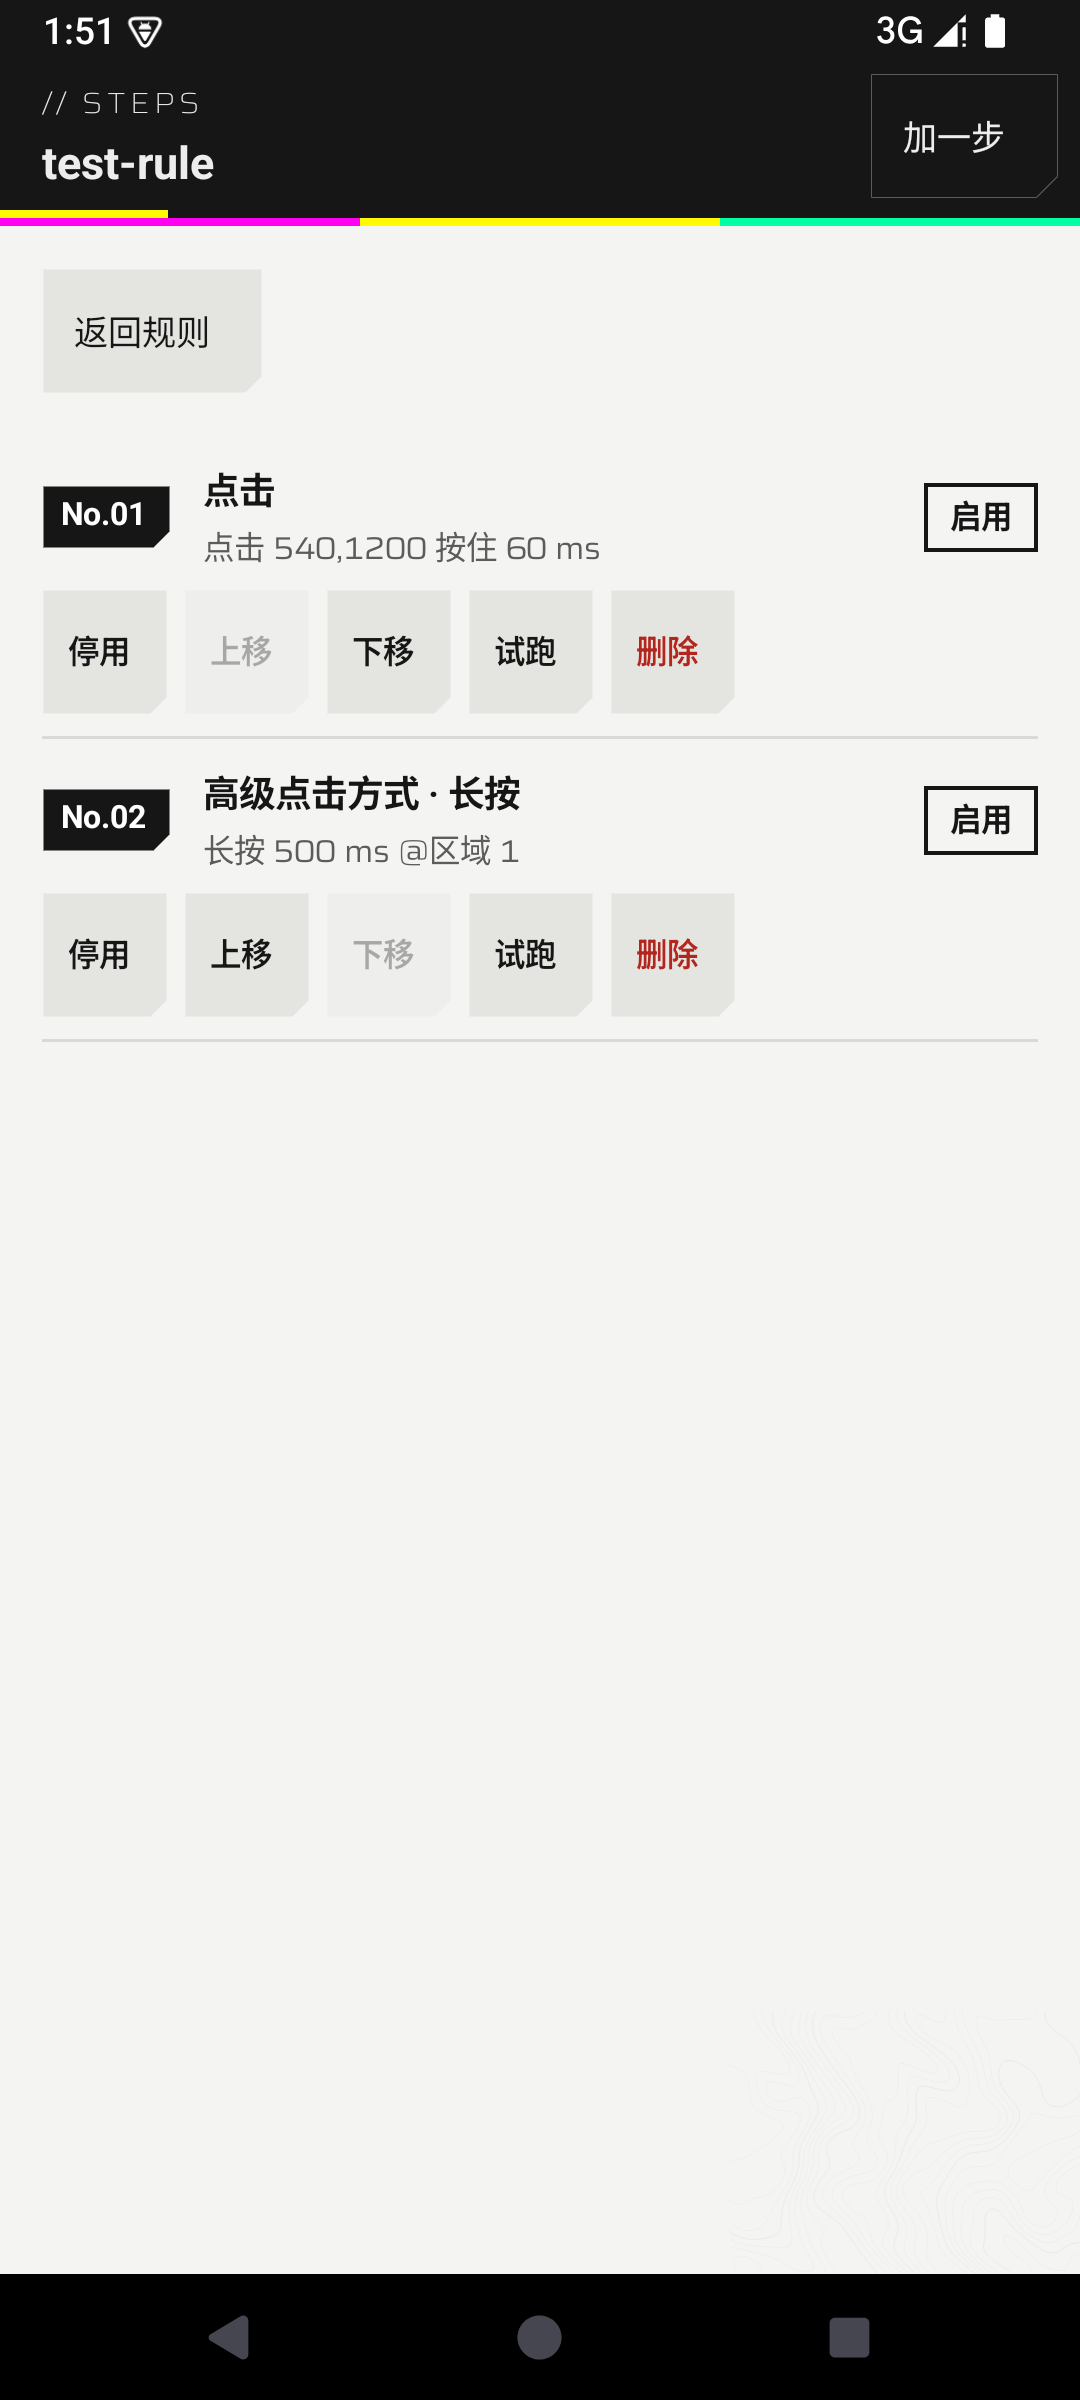 1:51
3G
// STEPS
test-rule
加一步
返回规则
No.01
点击
点击 540,1200 按住 60 ms
启用
停用 上移 下移 试跑 删除
No.02
高级点击方式 · 长按
长按 500 ms @区域 1
启用
停用 上移 下移 试跑 删除